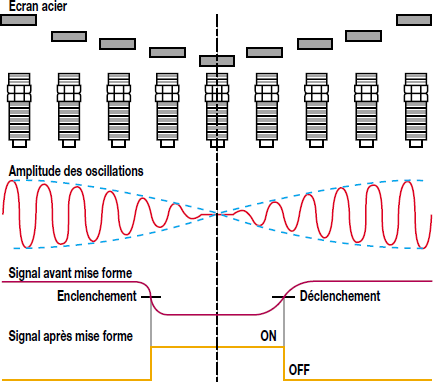 Ecran acier
Amplitude des oscillations
Signal avant mise forme
Enclenchement
Déclenchement
Signal après mise forme
ON
OFF